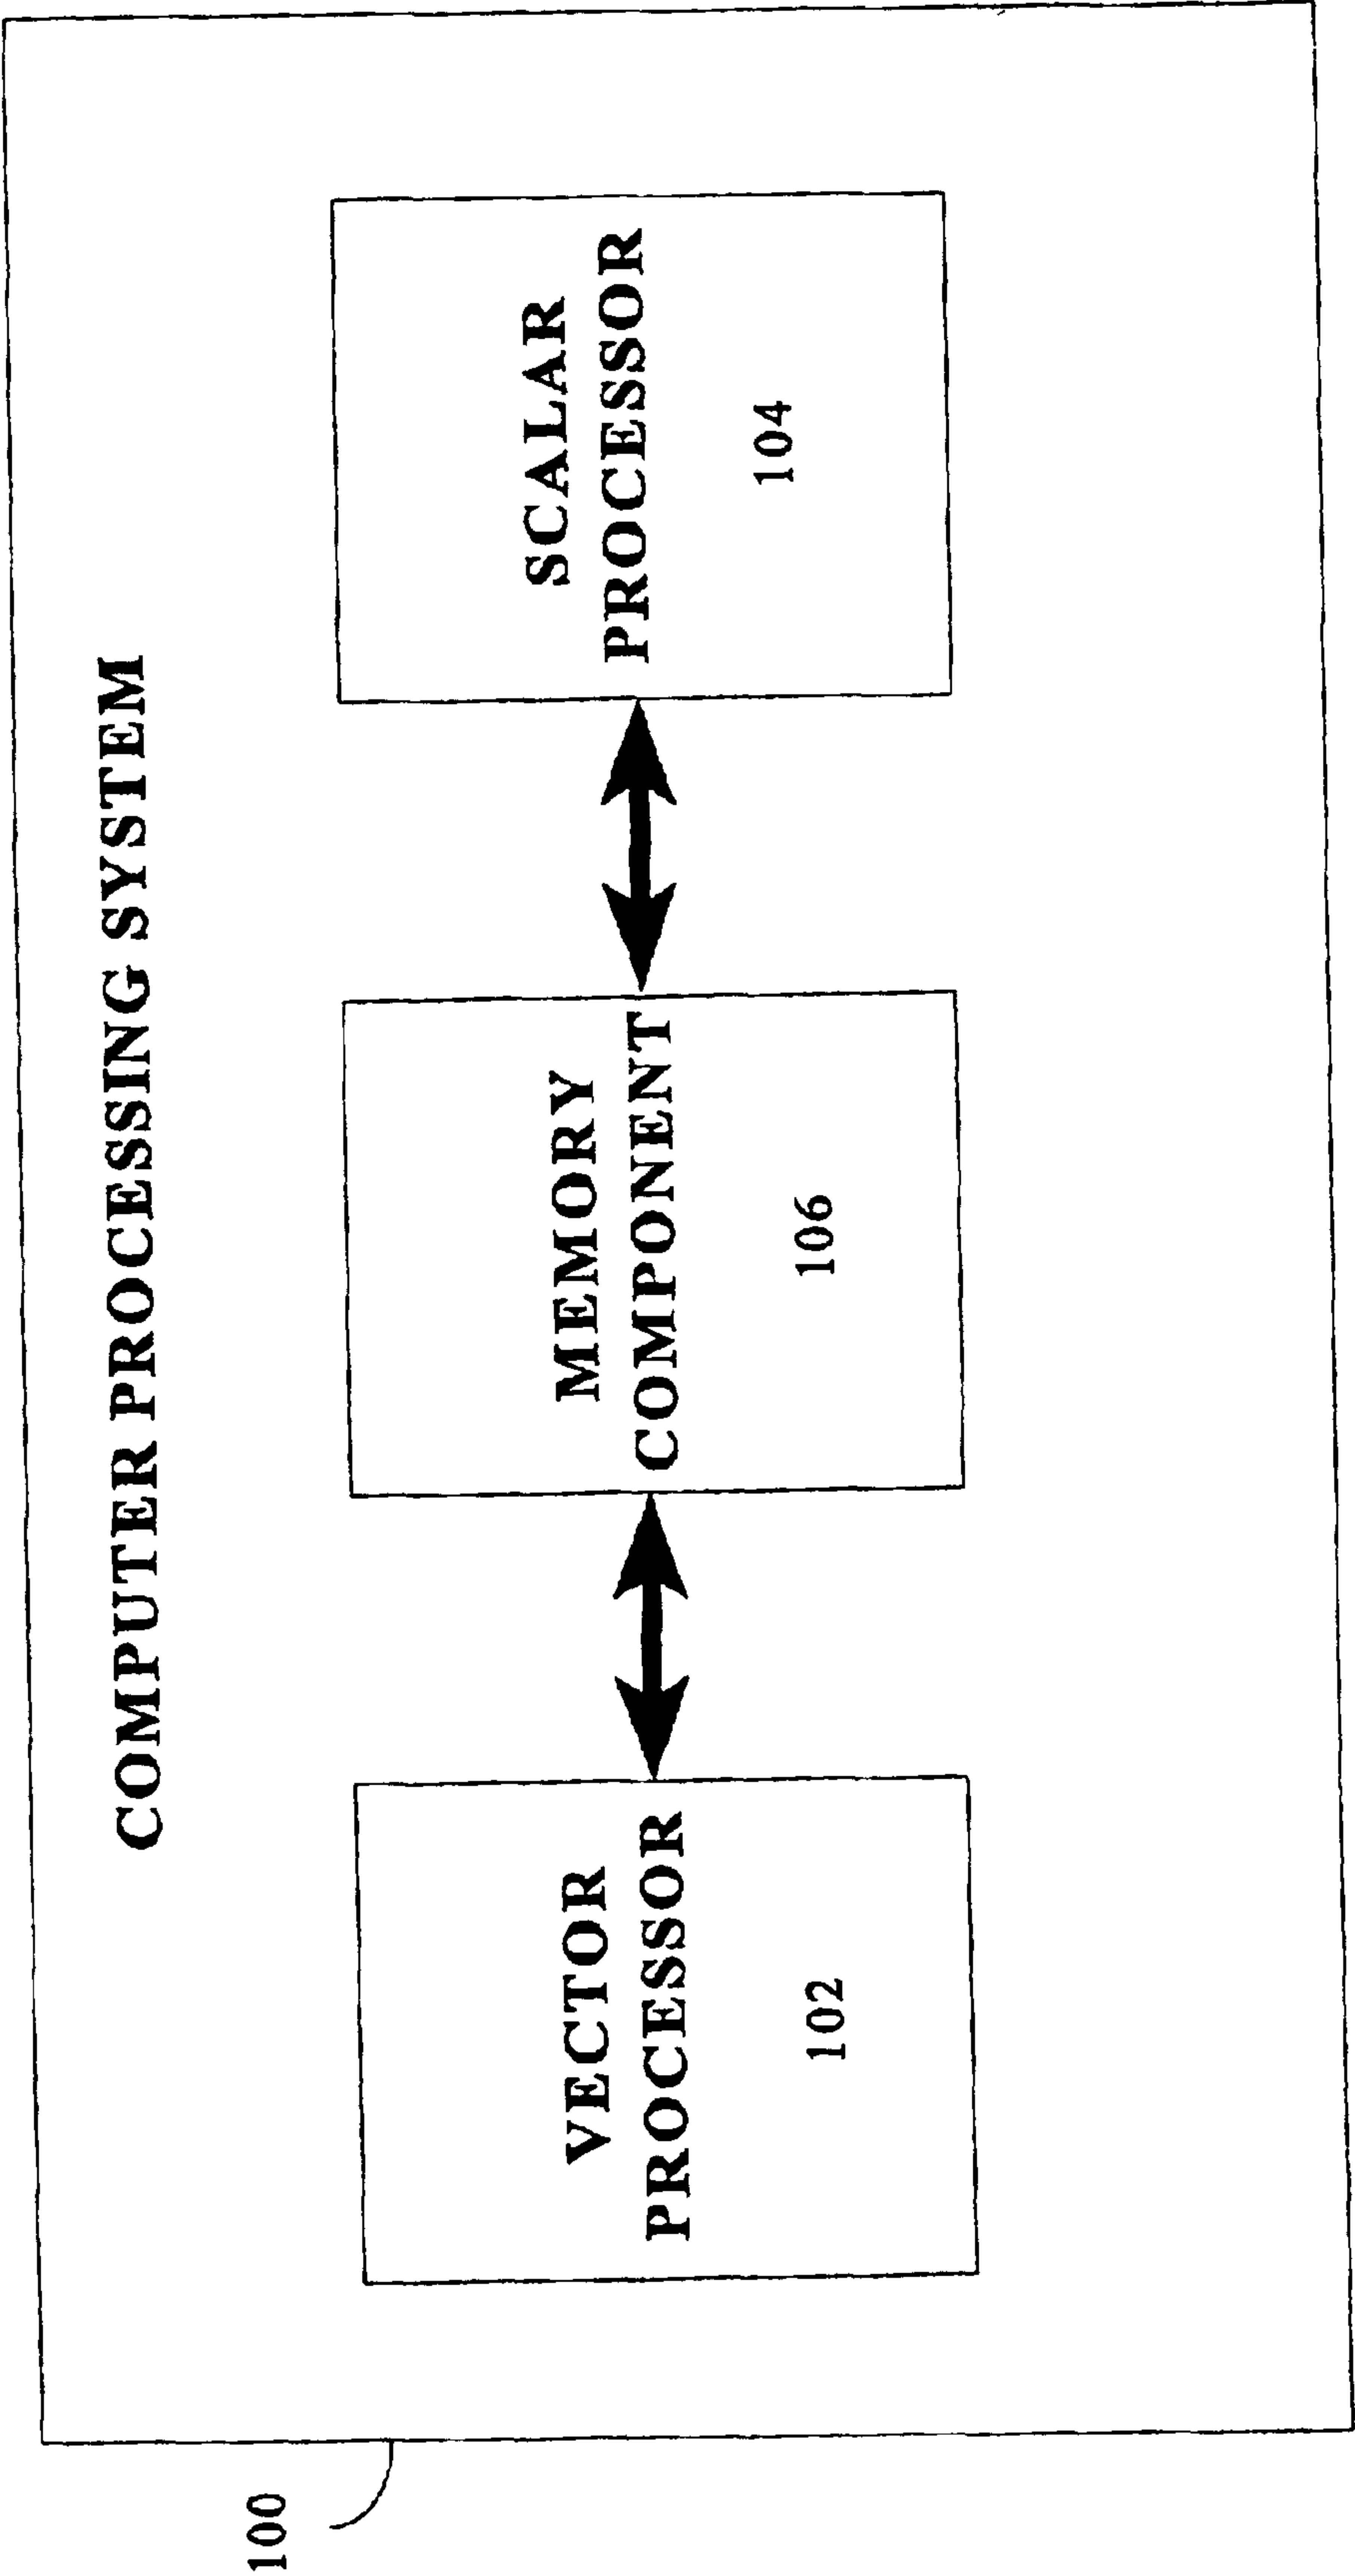 COMPUTER PROCESSING SYSTEM
VECTOR
PROCESSOR
102
MEMORY
COMPONENT
106
SCALAR
PROCESSOR
104
100